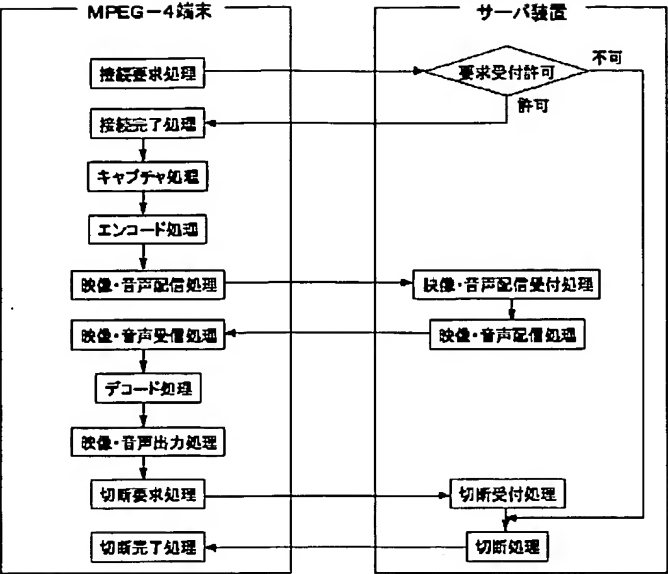 MPEG−4端末
サーバ装置
接続要求処理
要求受付許可
不可
許可
接続完了処理
キャプチャ処理
エンコード処理
映像・音声配信処理
映像・音声配信受付処理
映像・音声受信処理
映像・音声配信処理
デコード処理
映像・音声出力処理
切断要求処理
切断受付処理
切断完了処理
切断処理